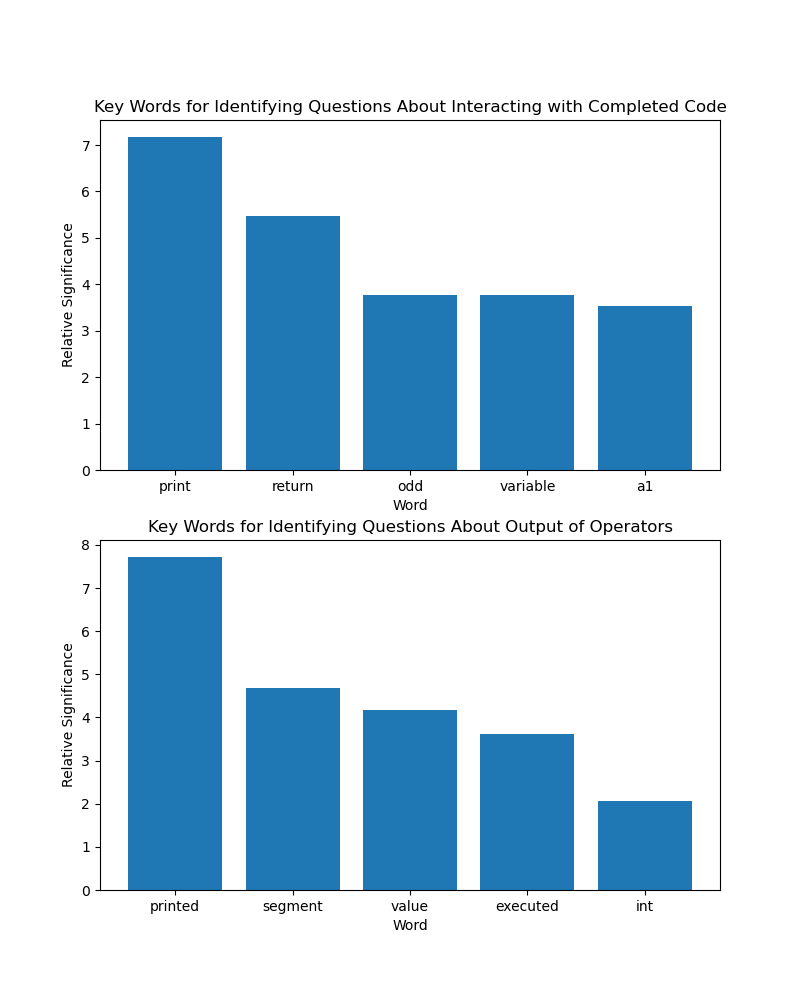 Key Words for Identifying Questions About Interacting with Completed Code
7
6
5
4
3
2
1
0
Relative Significance
print return odd variable a1
Word
Key Words for Identifying Questions About Output of Operators
8
7
6
5
4
3
2
1
0
Relative Significance
printed segment value executed int
Word